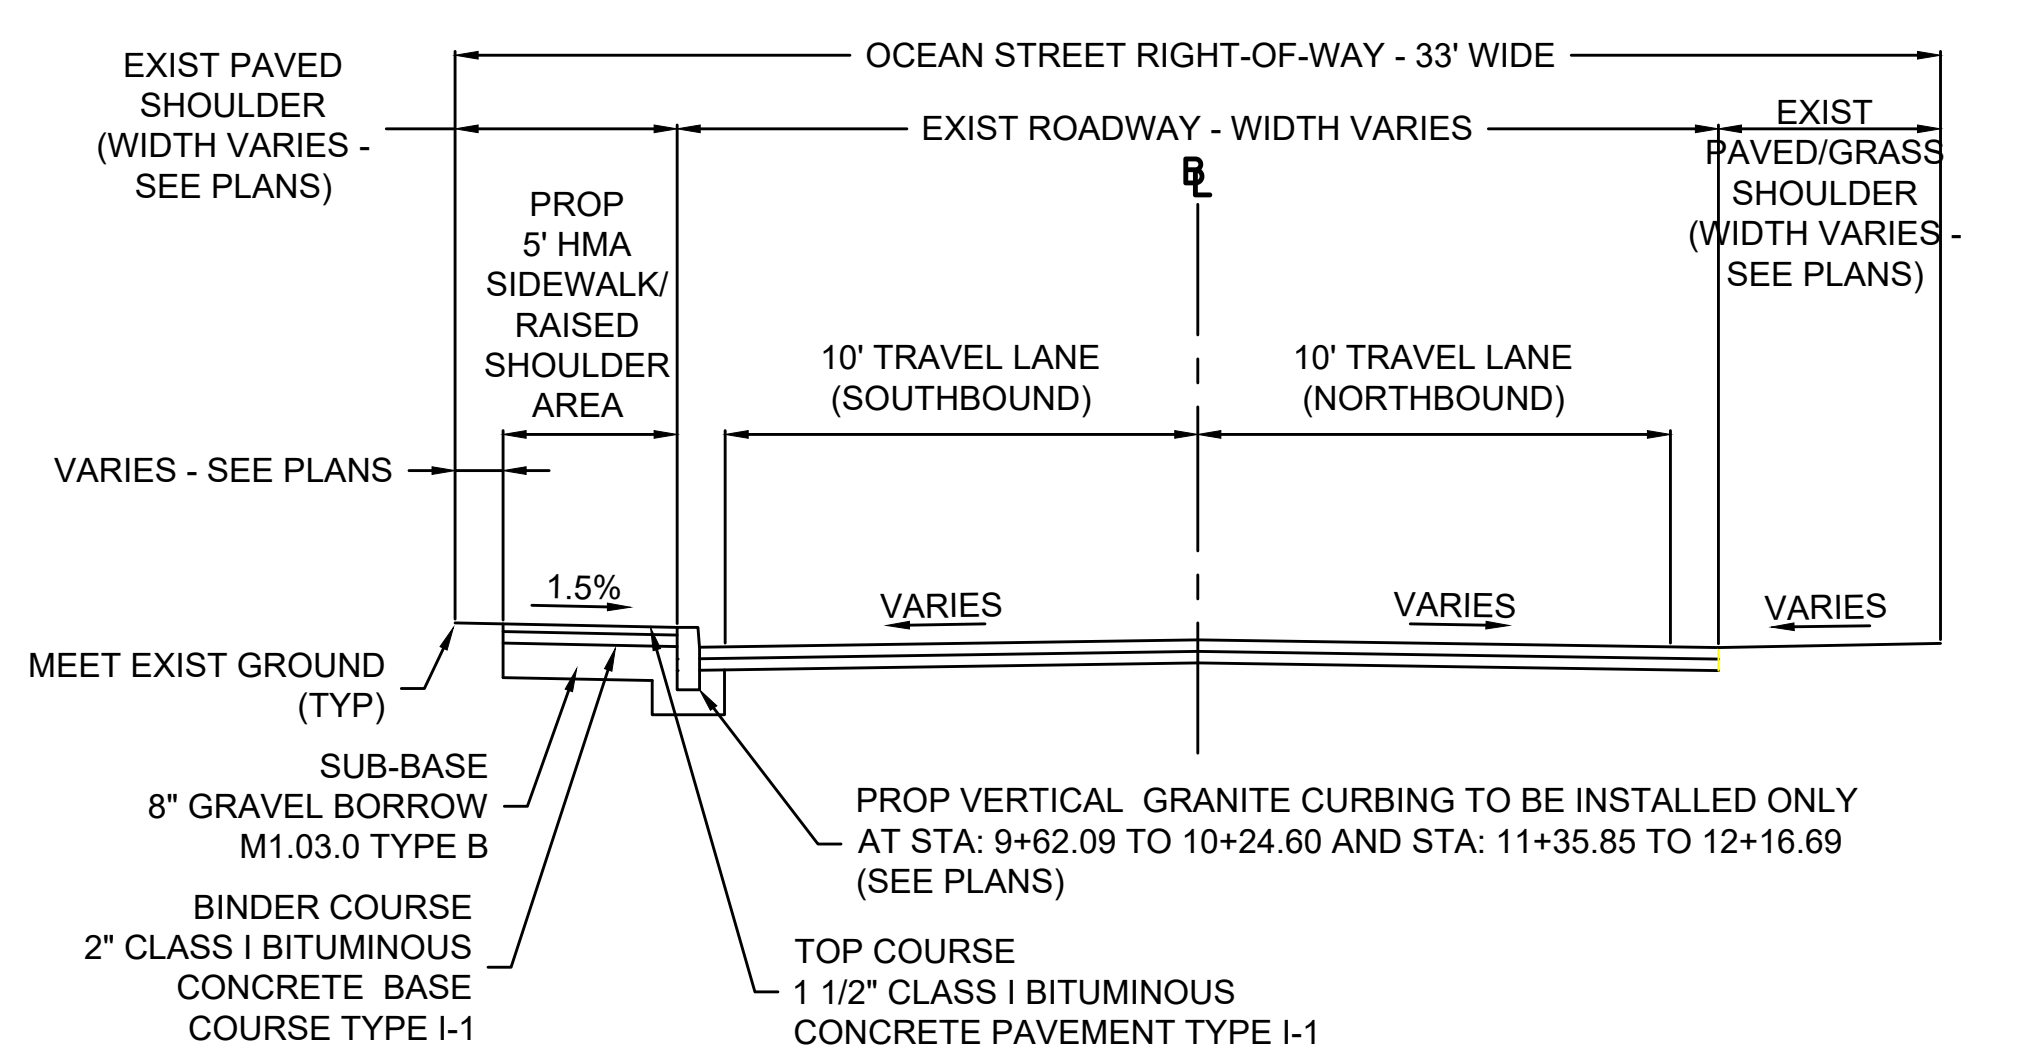 OCEAN STREET RIGHT-OF-WAY - 33' WIDE
EXIST PAVED
SHOULDER
(WIDTH VARIES -
SEE PLANS)
EXIST ROADWAY - WIDTH VARIES
EXIST
PAVED/GRASS
SHOULDER
(WIDTH VARIES -
SEE PLANS)
BL
PROP
5' HMA
SIDEWALK/
RAISED
SHOULDER
AREA
10' TRAVEL LANE
(SOUTHBOUND)
10' TRAVEL LANE
(NORTHBOUND)
VARIES - SEE PLANS
1.5%
VARIES
VARIES
VARIES
MEET EXIST GROUND
(TYP)
SUB-BASE
8" GRAVEL BORROW
M1.03.0 TYPE B
PROP VERTICAL  GRANITE CURBING TO BE INSTALLED ONLY
AT STA: 9+62.09 TO 10+24.60 AND STA: 11+35.85 TO 12+16.69
(SEE PLANS)
BINDER COURSE
2" CLASS I BITUMINOUS
CONCRETE  BASE
COURSE TYPE I-1
TOP COURSE
1 1/2" CLASS I BITUMINOUS
CONCRETE PAVEMENT TYPE I-1